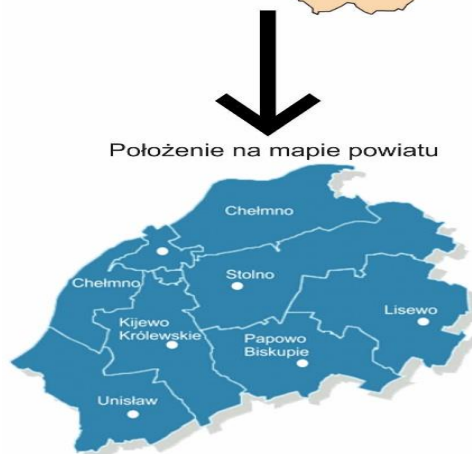 Położenie na mapie powiatu
Chełmno
Chełmno
Stolno
Lisewo
Kijewo
Królewskie
Papowo
Biskupie
Unisław